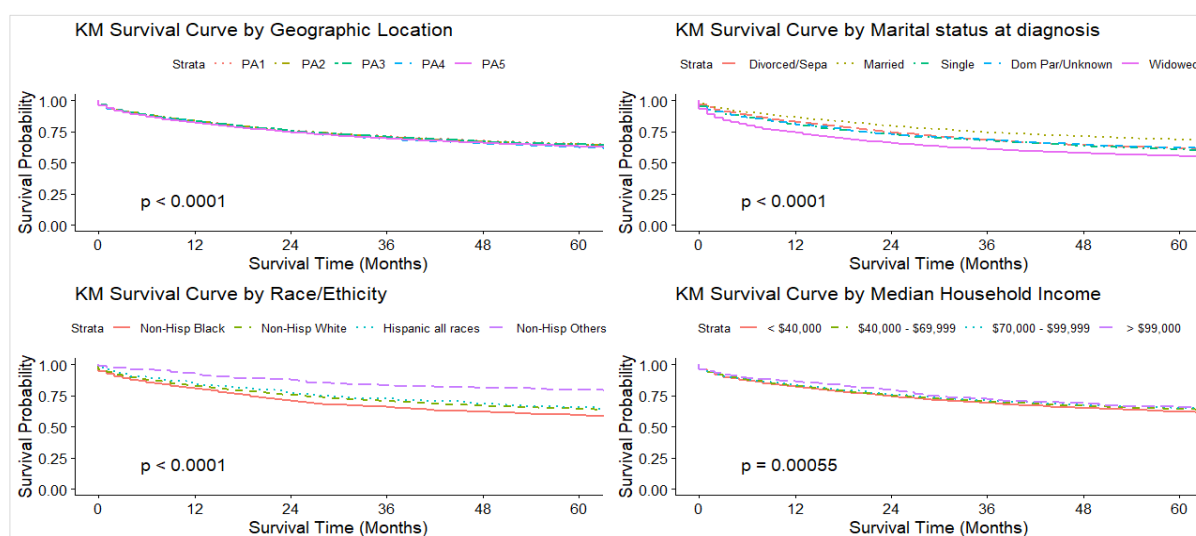 KM Survival Curve by Geographic Location
Strata PA1 PA2 PA3 PA4 PA5
Survival Probability
1.00
0.75
0.50
0.25
0.00
p < 0.0001
0 12 24 36 48 60
Survival Time (Months)
KM Survival Curve by Marital status at diagnosis
Strata Divorced/Sepa Married Single Dom Par/Unknown Widowed
Survival Probability
1.00
0.75
0.50
0.25
0.00
p < 0.0001
0 12 24 36 48 60
Survival Time (Months)
KM Survival Curve by Race/Ethicity
Strata Non-Hisp Black Non-Hisp White Hispanic all races Non-Hisp Others
Survival Probability
1.00
0.75
0.50
0.25
0.00
p < 0.0001
0 12 24 36 48 60
Survival Time (Months)
KM Survival Curve by Median Household Income
Strata < $40,000 $40,000 - $69,999 $70,000 - $99,999 > $99,000
Survival Probability
1.00
0.75
0.50
0.25
0.00
p = 0.00055
0 12 24 36 48 60
Survival Time (Months)